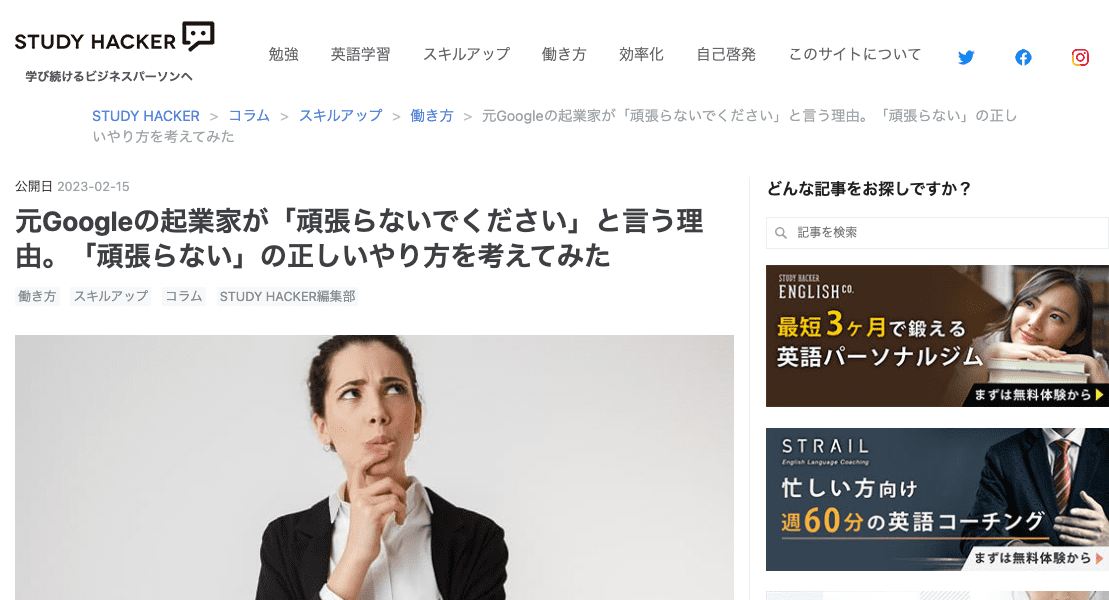 STUDY HACKER
学び続けるビジネスパーソンへ
勉強 英語学習 スキルアップ 働き方 効率化 自己啓発 このサイトについて
STUDY HACKER > コラム > スキルアップ > 働き方 > 元Googleの起業家が「頑張らないでください」と言う理由。「頑張らない」の正し
いやり方を考えてみた
公開日 2023-02-15
元Googleの起業家が「頑張らないでください」と言う理
由。「頑張らない」の正しいやり方を考えてみた
働き方 スキルアップ コラム STUDY HACKER編集部
どんな記事をお探しですか？
記事を検索
STUDY HACKER
ENGLISH CO.
最短3ヶ月で鍛える
英語パーソナルジム
まずは無料体験から
STRAIL
English Language Coaching
忙しい方向け
週60分の英語コーチング
まずは無料体験から